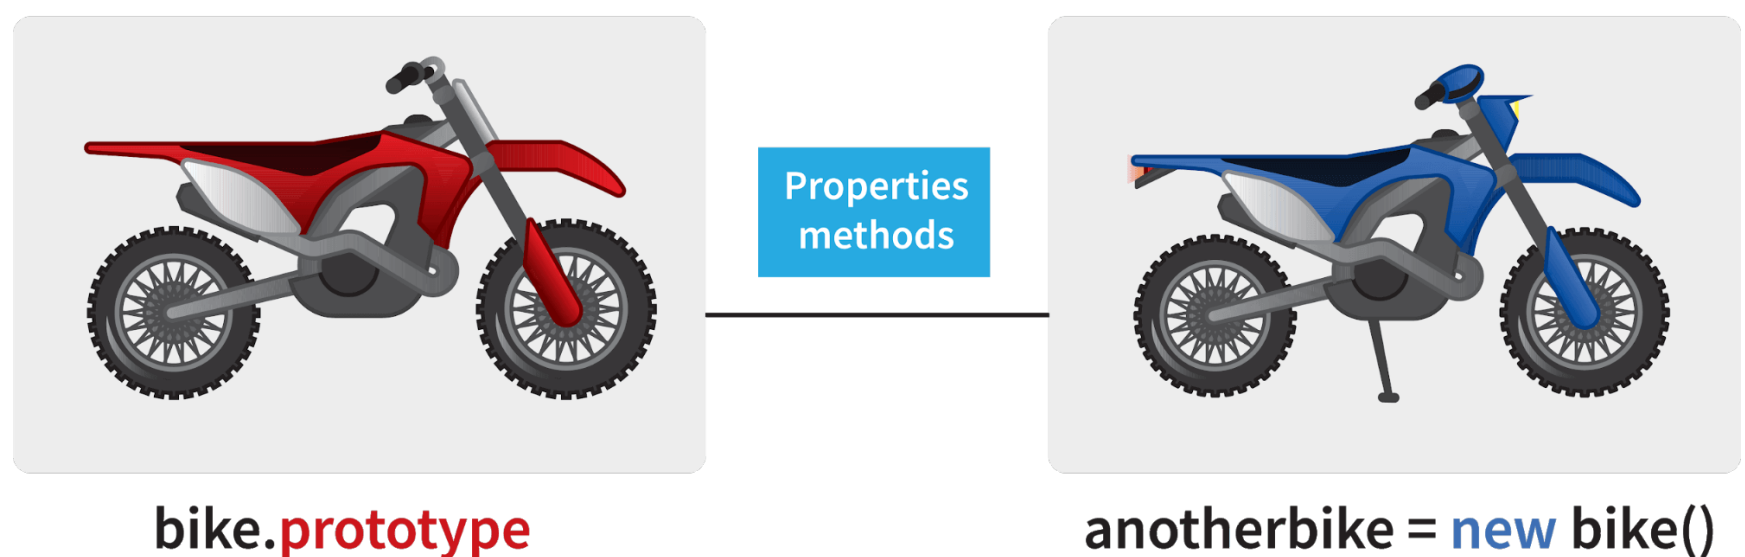 Properties
methods
bike.prototype
anotherbike = new bike()